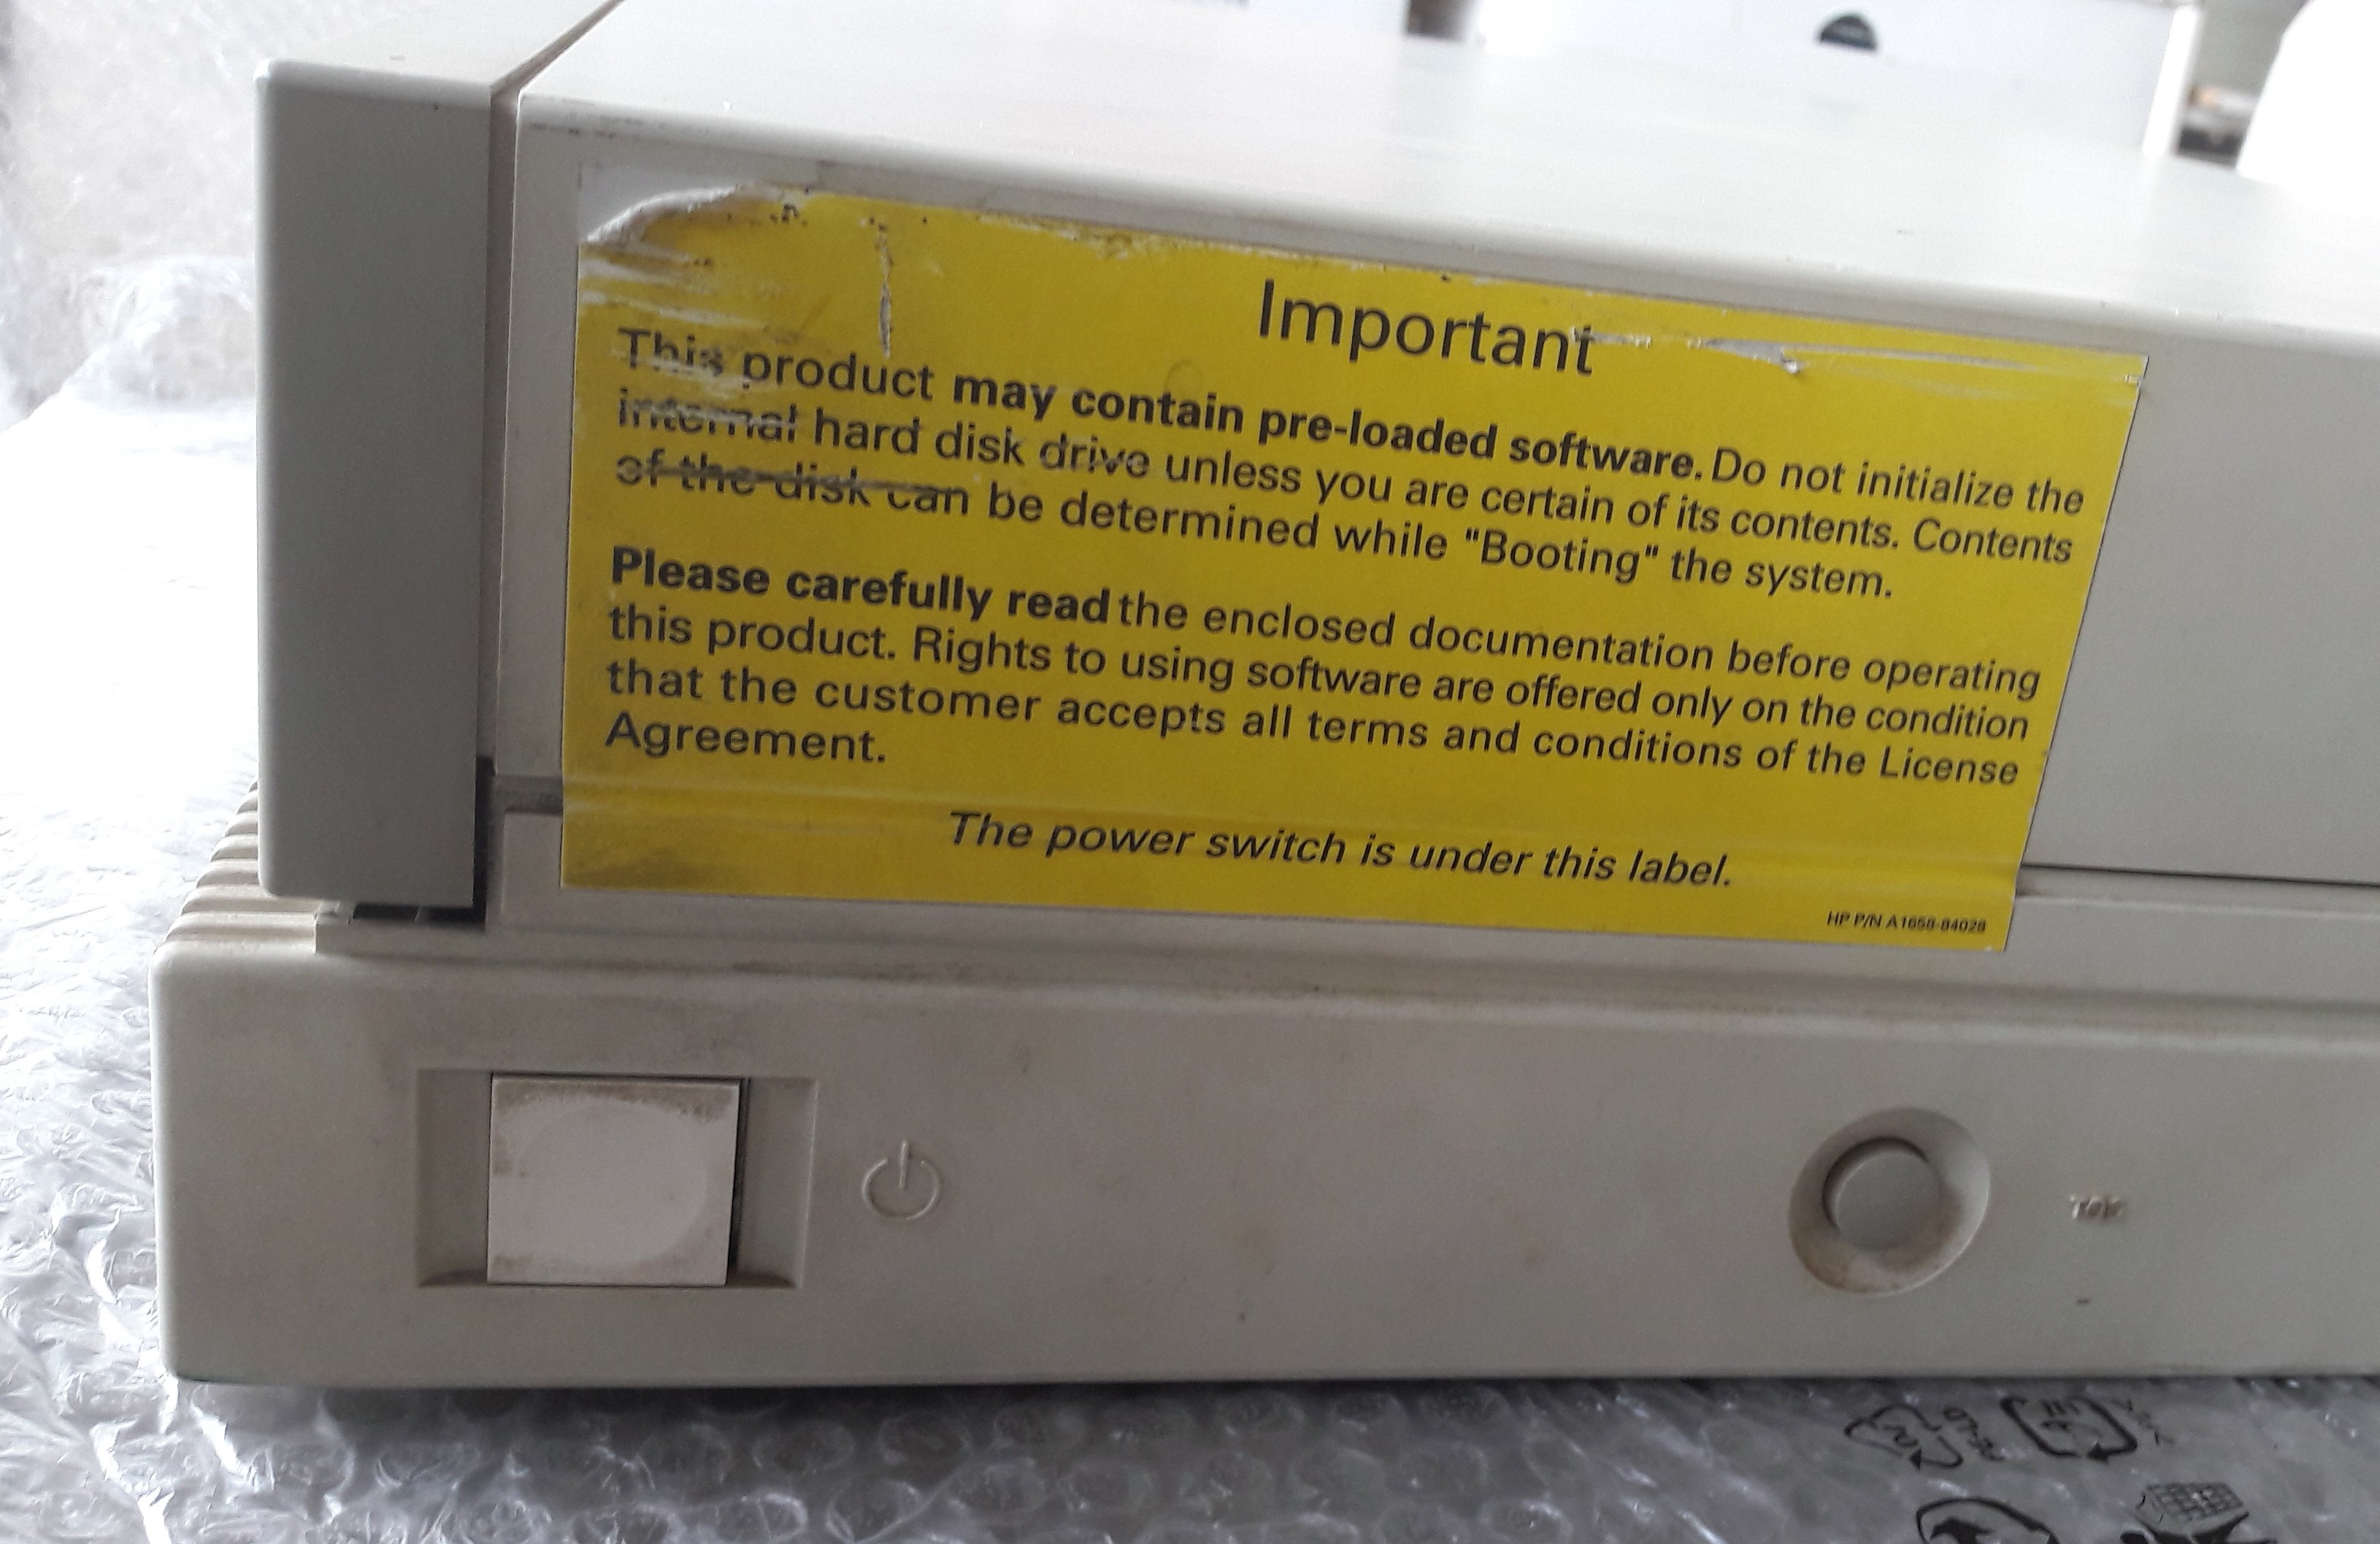 Important
This product may contain pre-loaded software. Do not initialize the
internal hard disk drive unless you are certain of its contents. Contents
of the disk can be determined while "Booting" the system.
Please carefully read the enclosed documentation before operating
this product. Rights to using software are offered only on the condition
that the customer accepts all terms and conditions of the License
Agreement.
The power switch is under this label.
HP P/N A1658-84028